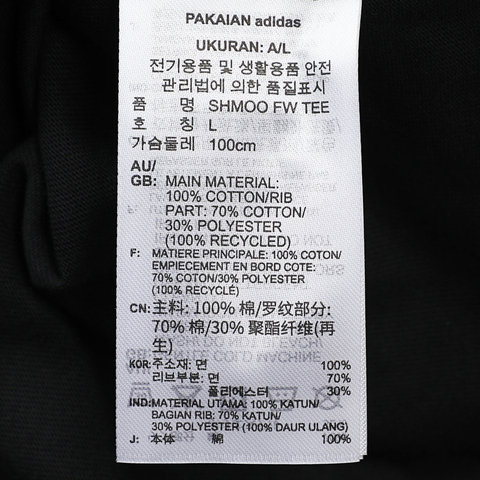 PAKAIAN adidas
UKURAN: A/L
전기용품 및 생활용품 안전
관리법에 의한 품질표시
품 명 SHMOO FW TEE
호 칭 L
가슴둘레 100cm
AU/
GB: MAIN MATERIAL:
100% COTTON/RIB
PART: 70% COTTON/
30% POLYESTER
(100% RECYCLED)
F: MATIERE PRINCIPALE: 100% COTON/
EMPIECEMENT EN BORD COTE:
70% COTON/30% POLYESTER
(100% RECYCLÉ)
CN: 主料: 100% 棉/罗纹部分:
70% 棉/30% 聚酯纤维(再
生)
KOR: 주소재: 면 100%
리브부분: 면 70%
폴리에스터 30%
IND: MATERIAL UTAMA: 100% KATUN/
BAGIAN RIB: 70% KATUN/
30% POLYESTER (100% DAUR ULANG)
J: 本体 綿 100%